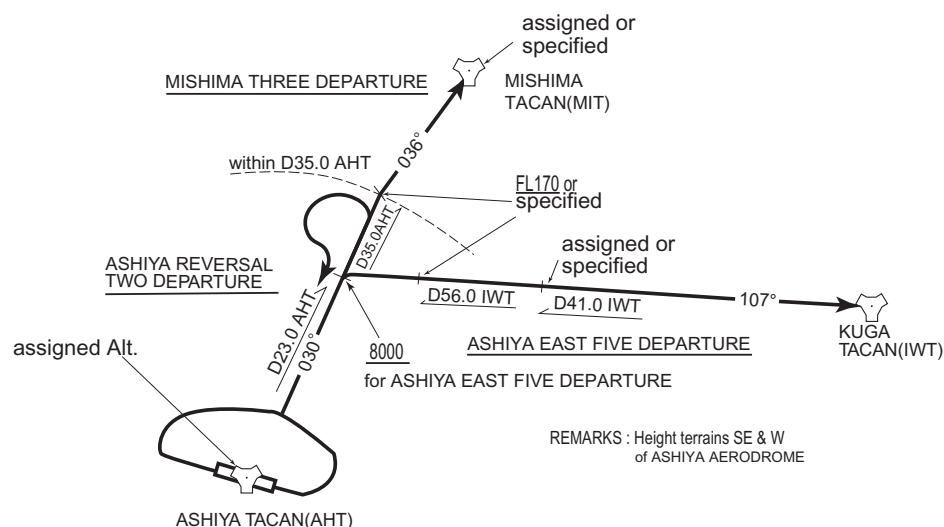 assigned or
specified
MISHIMA THREE DEPARTURE
MISHIMA
TACAN(MIT)
036°
within D35.0 AHT
FL170 or
specified
D35.0AHT
assigned or
specified
ASHIYA REVERSAL
TWO DEPARTURE
D56.0 IWT
D41.0 IWT
107°
KUGA
TACAN(IWT)
D23.0 AHT
030°
8000
for ASHIYA EAST FIVE DEPARTURE
ASHIYA EAST FIVE DEPARTURE
assigned Alt.
REMARKS : Height terrains SE & W
of ASHIYA AERODROME
ASHIYA TACAN(AHT)